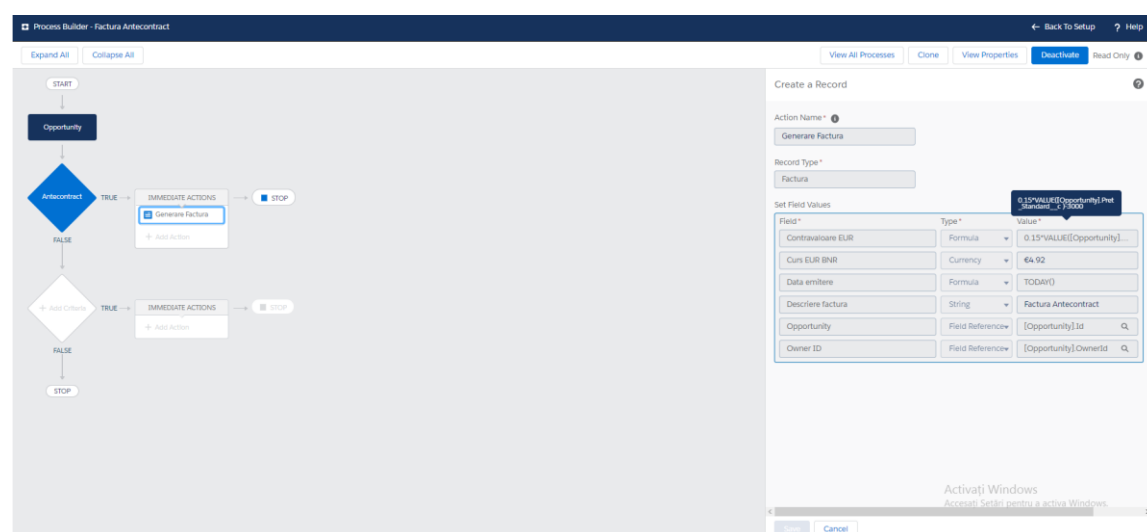 Process Builder - Factura Antecontract
Back To Setup ? Help
Expand All Collapse All
View All Processes Clone View Properties Deactivate Read Only
START
Opportunity
Antecontract TRUE IMMEDIATE ACTIONS STOP
Generare Factura
+ Add Action
FALSE
+ Add Criteria TRUE IMMEDIATE ACTIONS STOP
+ Add Action
FALSE
STOP
Create a Record
Action Name*
Generare Factura
Record Type*
Factura
Set Field Values
0.15*VALUE([Opportunity].Pret
_Standard__c )-3000
Field* Type* Value*
Contravaloare EUR Formula 0.15*VALUE([Opportunity]....
Curs EUR BNR Currency €4.92
Data emitere Formula TODAY()
Descriere factura String Factura Antecontract
Opportunity Field Reference [Opportunity].Id
Owner ID Field Reference [Opportunity].OwnerId
Activați Windows
Accesați Setări pentru a activa Windows.
Save Cancel